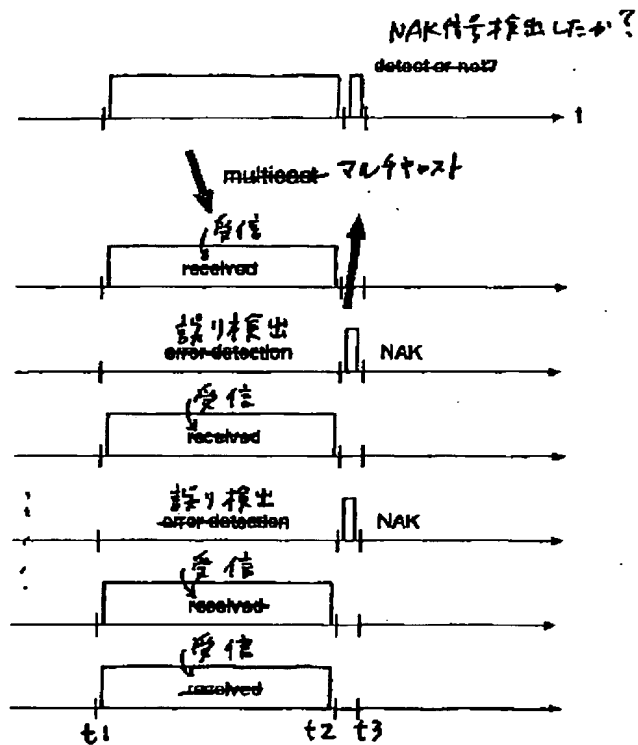 NAK信号検出したか?
detect or not?
t
multicast マルチキャスト
受信
received
誤り検出
error detection NAK
受信
received
誤り検出
error detection NAK
受信
received
受信
received
t1 t2 t3